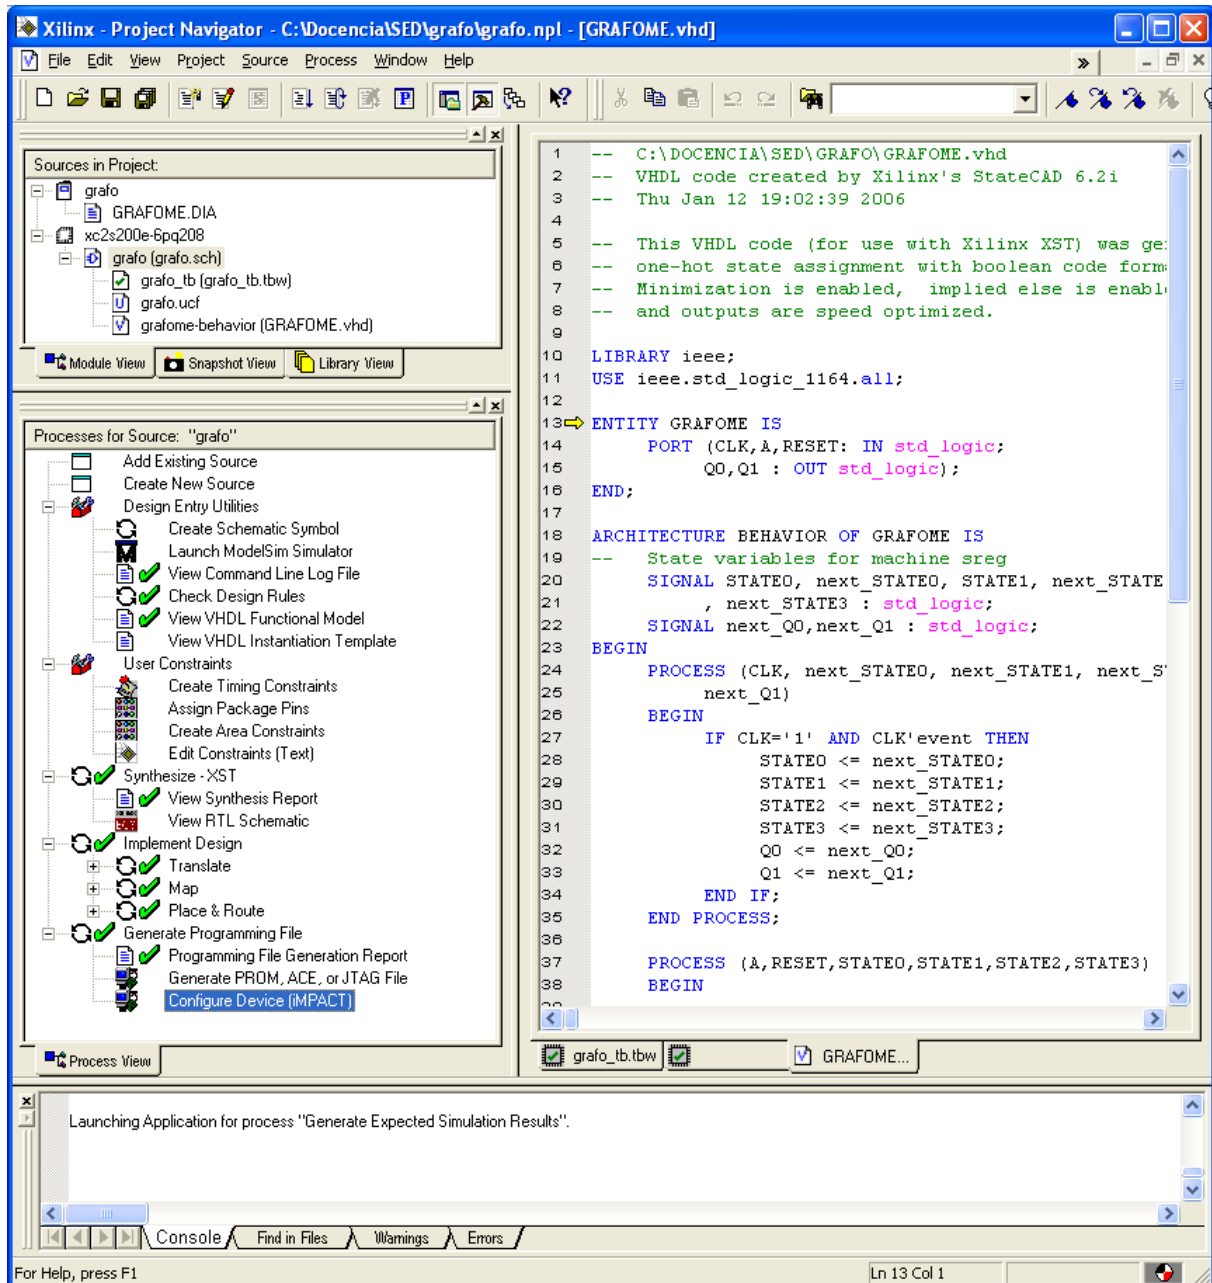 Xilinx - Project Navigator - C:\Docencia\SED\grafo\grafo.npl - [GRAFOME.vhd]
File Edit View Project Source Process Window Help
Sources in Project:
grafo
GRAFOME.DIA
xc2s200e-6pq208
grafo (grafo.sch)
grafo_tb (grafo_tb.tbw)
grafo.ucf
grafome-behavior (GRAFOME.vhd)
Module View Snapshot View Library View
Processes for Source: "grafo"
Add Existing Source
Create New Source
Design Entry Utilities
Create Schematic Symbol
Launch ModelSim Simulator
View Command Line Log File
Check Design Rules
View VHDL Functional Model
View VHDL Instantiation Template
User Constraints
Create Timing Constraints
Assign Package Pins
Create Area Constraints
Edit Constraints (Text)
Synthesize - XST
View Synthesis Report
View RTL Schematic
Implement Design
Translate
Map
Place & Route
Generate Programming File
Programming File Generation Report
Generate PROM, ACE, or JTAG File
Configure Device (iMPACT)
Process View
1 -- C:\DOCENCIA\SED\GRAFO\GRAFOME.vhd
2 -- VHDL code created by Xilinx's StateCAD 6.2i
3 -- Thu Jan 12 19:02:39 2006
4
5 -- This VHDL code (for use with Xilinx XST) was ge
6 -- one-hot state assignment with boolean code form
7 -- Minimization is enabled, implied else is enabl
8 -- and outputs are speed optimized.
9
10 LIBRARY ieee;
11 USE ieee.std_logic_1164.all;
12
13 ENTITY GRAFOME IS
14 PORT (CLK,A,RESET: IN std_logic;
15 Q0,Q1 : OUT std_logic);
16 END;
17
18 ARCHITECTURE BEHAVIOR OF GRAFOME IS
19 -- State variables for machine sreg
20 SIGNAL STATE0, next_STATE0, STATE1, next_STATE
21 , next_STATE3 : std_logic;
22 SIGNAL next_Q0,next_Q1 : std_logic;
23 BEGIN
24 PROCESS (CLK, next_STATE0, next_STATE1, next_S
25 next_Q1)
26 BEGIN
27 IF CLK='1' AND CLK'event THEN
28 STATE0 <= next_STATE0;
29 STATE1 <= next_STATE1;
30 STATE2 <= next_STATE2;
31 STATE3 <= next_STATE3;
32 Q0 <= next_Q0;
33 Q1 <= next_Q1;
34 END IF;
35 END PROCESS;
36
37 PROCESS (A,RESET,STATE0,STATE1,STATE2,STATE3)
38 BEGIN
grafo_tb.tbw GRAFOME...
Launching Application for process "Generate Expected Simulation Results".
Console Find in Files Warnings Errors
For Help, press F1 Ln 13 Col 1